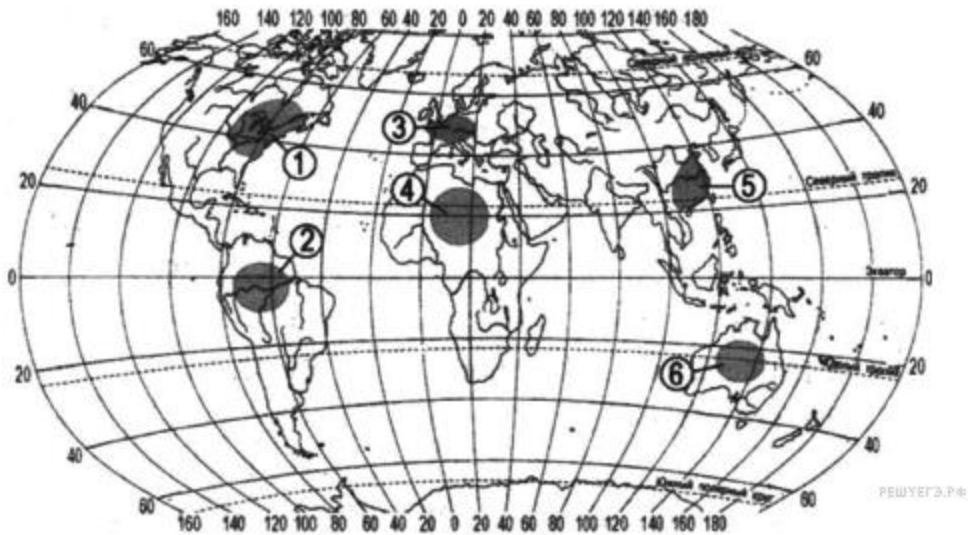 160 140 120 100 80 60 40 20 0 20 40 60 80 100 120 140 160 180
60 Северный полярный круг 60
40 40
1
3
4
5
20 Северный тропик 20
2
0 Экватор 0
6
20 Южный тропик 20
40 40
60 Южный полярный круг 60
160 140 120 100 80 60 40 20 0 20 40 60 80 100 120 140 160 180
РЕШУЕГЭ.РФ